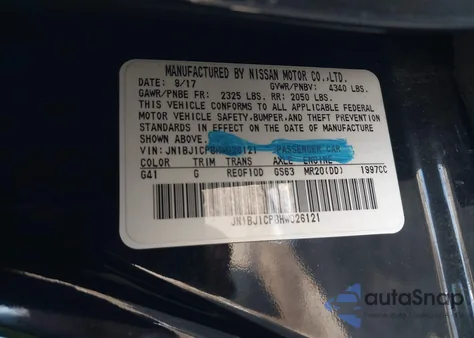 MANUFACTURED BY NISSAN MOTOR CO.,LTD.
DATE: 9/17 GVWR/PNBV: 4340 LBS.
GAWR/PNBE FR: 2325 LBS. RR: 2050 LBS.
THIS VEHICLE CONFORMS TO ALL APPLICABLE FEDERAL
MOTOR VEHICLE SAFETY,BUMPER,AND THEFT PREVENTION
STANDARDS IN EFFECT ON THE DATE OF MANUFACTURE
SHOWN ABOVE.
VIN: JN1BJ1CP8HW026121 PASSENGER CAR
COLOR TRIM TRANS AXLE ENGINE
G41 G RE0F10D GS63 MR20(DD) 1997CC
JN1BJ1CP8HW026121
autoSnap